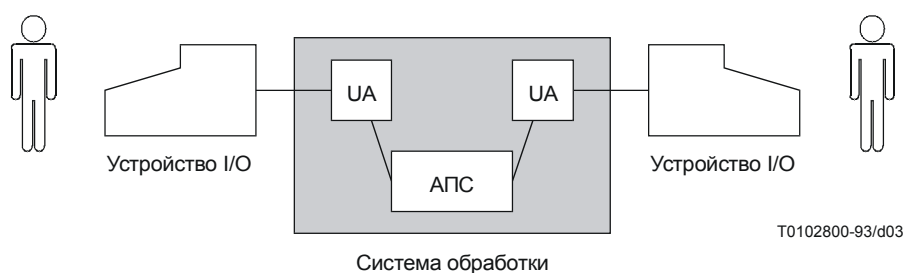 UA
UA
АПС
Устройство I/O
Устройство I/O
T0102800-93/d03
Система обработки